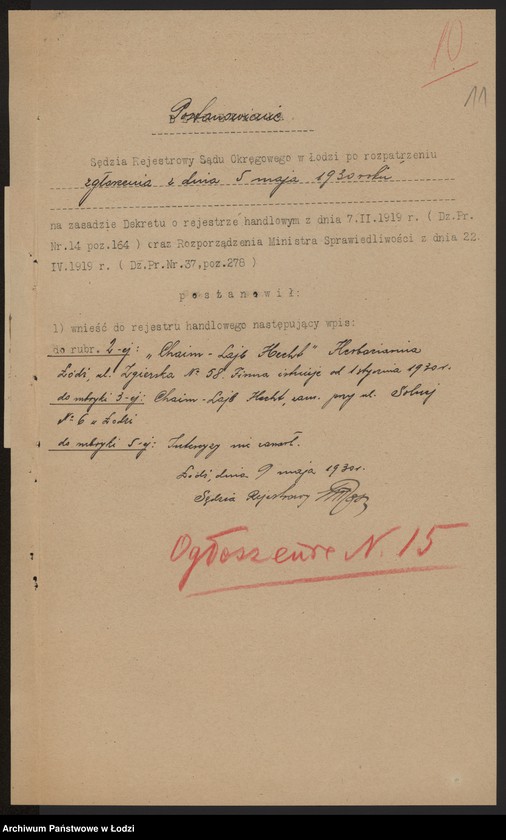 10
11
Postanowienie.
Sędzia Rejestrowy Sądu Okręgowego w Łodzi po rozpatrzeniu
zgłoszenia z dnia 5 maja 1930 roku
na zasadzie Dekretu o rejestrze handlowym z dnia 7.II.1919 r. ( Dz.Pr.
Nr.14 poz.164 ) oraz Rozporządzenia Ministra Sprawiedliwości z dnia 22.
IV.1919 r. ( Dz.Pr.Nr.37,poz.278 )
postanowił:
1) wnieść do rejestru handlowego następujący wpis:
do rubr. 2-ej: „Chaim-Lajb Hecht" Herbaciarnia
Łódź, ul. Zgierska № 58. Firma istnieje od 1 stycznia 1930 r.
do rubryki 3-ej: Chaim-Lajb Hecht, zam. przy ul. Solnej
№ 6 w Łodzi
do rubryki 5-ej: Intercyzy nie zawarł.
Łódź, dnia 9 maja 1930 r.
Sędzia Rejestrowy
Ogłoszenie N. 15
Archiwum Państwowe w Łodzi